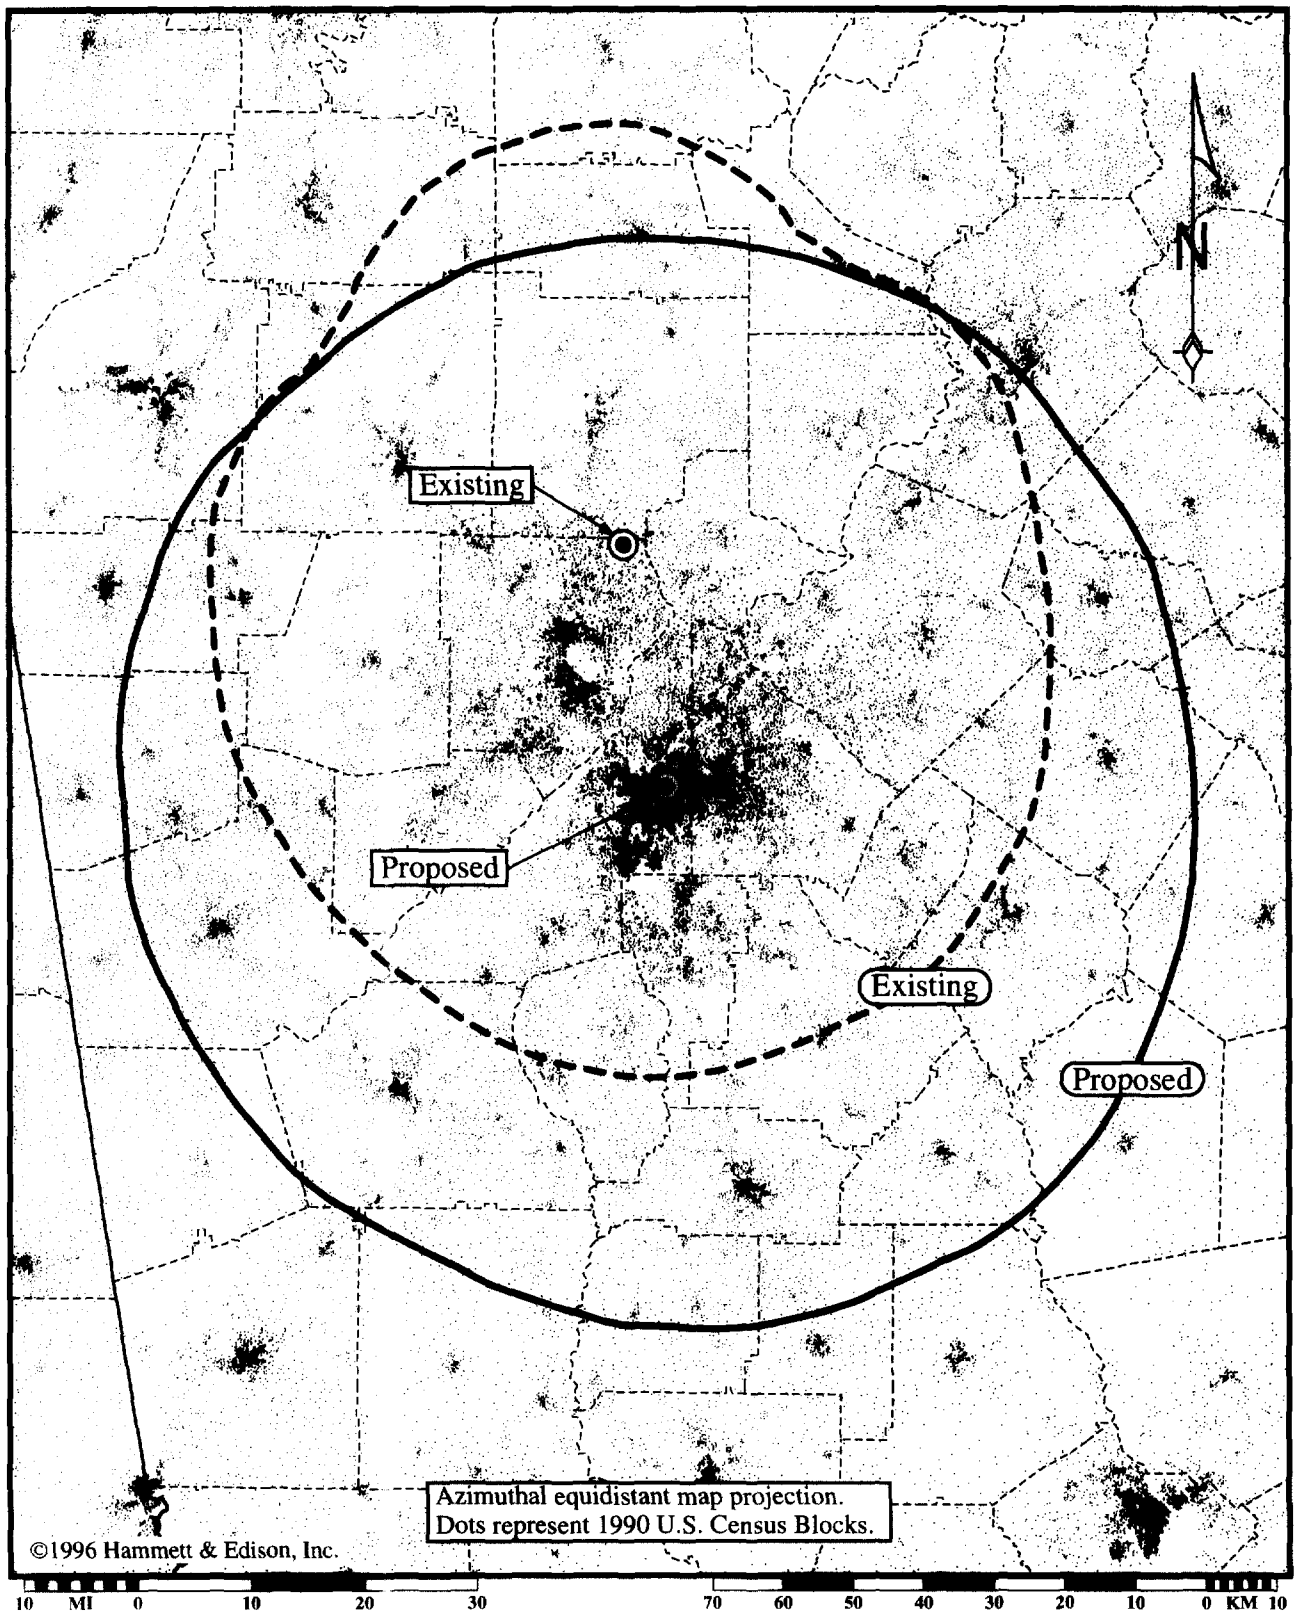 N
Existing
Proposed
Existing
Proposed
Azimuthal equidistant map projection.
Dots represent 1990 U.S. Census Blocks.
©1996 Hammett & Edison, Inc.
10 MI 0 10 20 30 70 60 50 40 30 20 10 0 KM 10